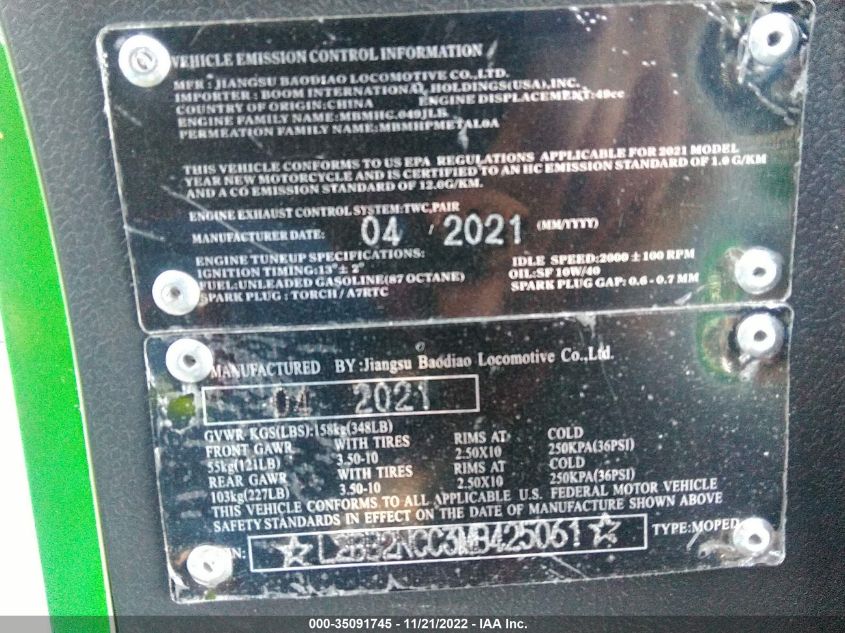 VEHICLE EMISSION CONTROL INFORMATION
MFR : JIANGSU BAODIAO LOCOMOTIVE CO.,LTD.
IMPORTER : BOOM INTERNATIONAL HOLDINGS(USA),INC.
COUNTRY OF ORIGIN:CHINA ENGINE DISPLACEMENT:49cc
ENGINE FAMILY NAME:MBMHC.049JLB
PERMEATION FAMILY NAME:MBMHPMETAL0A
THIS VEHICLE CONFORMS TO US EPA REGULATIONS APPLICABLE FOR 2021 MODEL
YEAR NEW MOTORCYCLE AND IS CERTIFIED TO AN HC EMISSION STANDARD OF 1.0 G/KM
AND A CO EMISSION STANDARD OF 12.0G/KM.
ENGINE EXHAUST CONTROL SYSTEM:TWC,PAIR
MANUFACTURER DATE: 04 / 2021 (MM/YYYY)
ENGINE TUNEUP SPECIFICATIONS: IDLE SPEED:2000 ± 100 RPM
IGNITION TIMING:13° ± 2° OIL:SF 10W/40
FUEL:UNLEADED GASOLINE(87 OCTANE) SPARK PLUG GAP: 0.6 - 0.7 MM
SPARK PLUG : TORCH / A7RTC
MANUFACTURED BY :Jiangsu Baodiao Locomotive Co.,Ltd.
04 2021
GVWR KGS(LBS):158kg(348LB)
FRONT GAWR WITH TIRES RIMS AT COLD
55kg(121LB) 3.50-10 2.50X10 250KPA(36PSI)
REAR GAWR WITH TIRES RIMS AT COLD
103kg(227LB) 3.50-10 2.50X10 250KPA(36PSI)
THIS VEHICLE CONFORMS TO ALL APPLICABLE U.S. FEDERAL MOTOR VEHICLE
SAFETY STANDARDS IN EFFECT ON THE DATE OF MANUFACTURE SHOWN ABOVE
TYPE:MOPED
000-35091745 - 11/21/2022 - IAA Inc.